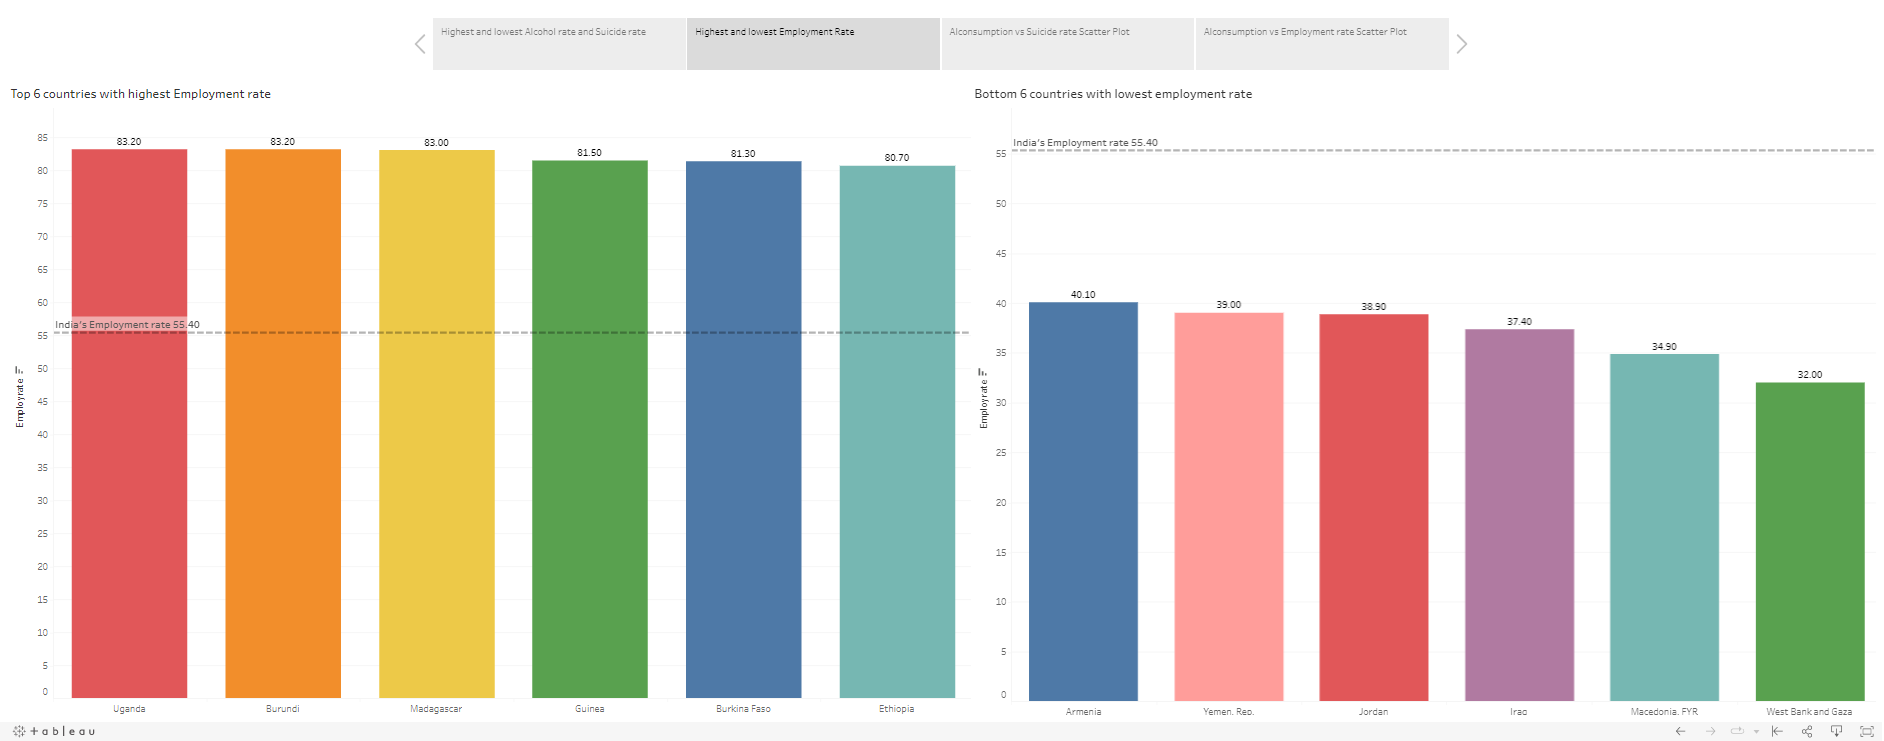 Highest and lowest Alcohol rate and Suicide rate
Highest and lowest Employment Rate
Alconsumption vs Suicide rate Scatter Plot
Alconsumption vs Employment rate Scatter Plot
Top 6 countries with highest Employment rate
85
80
75
70
65
60
55
50
45
40
35
30
25
20
15
10
5
0
Employrate
83.20
83.20
83.00
81.50
81.30
80.70
India's Employment rate 55.40
Uganda
Burundi
Madagascar
Guinea
Burkina Faso
Ethiopia
Bottom 6 countries with lowest employment rate
India's Employment rate 55.40
55
50
45
40
35
30
25
20
15
10
5
0
Employrate
40.10
39.00
38.90
37.40
34.90
32.00
Armenia
Yemen, Rep.
Jordan
Iraq
Macedonia, FYR
West Bank and Gaza
+ableau